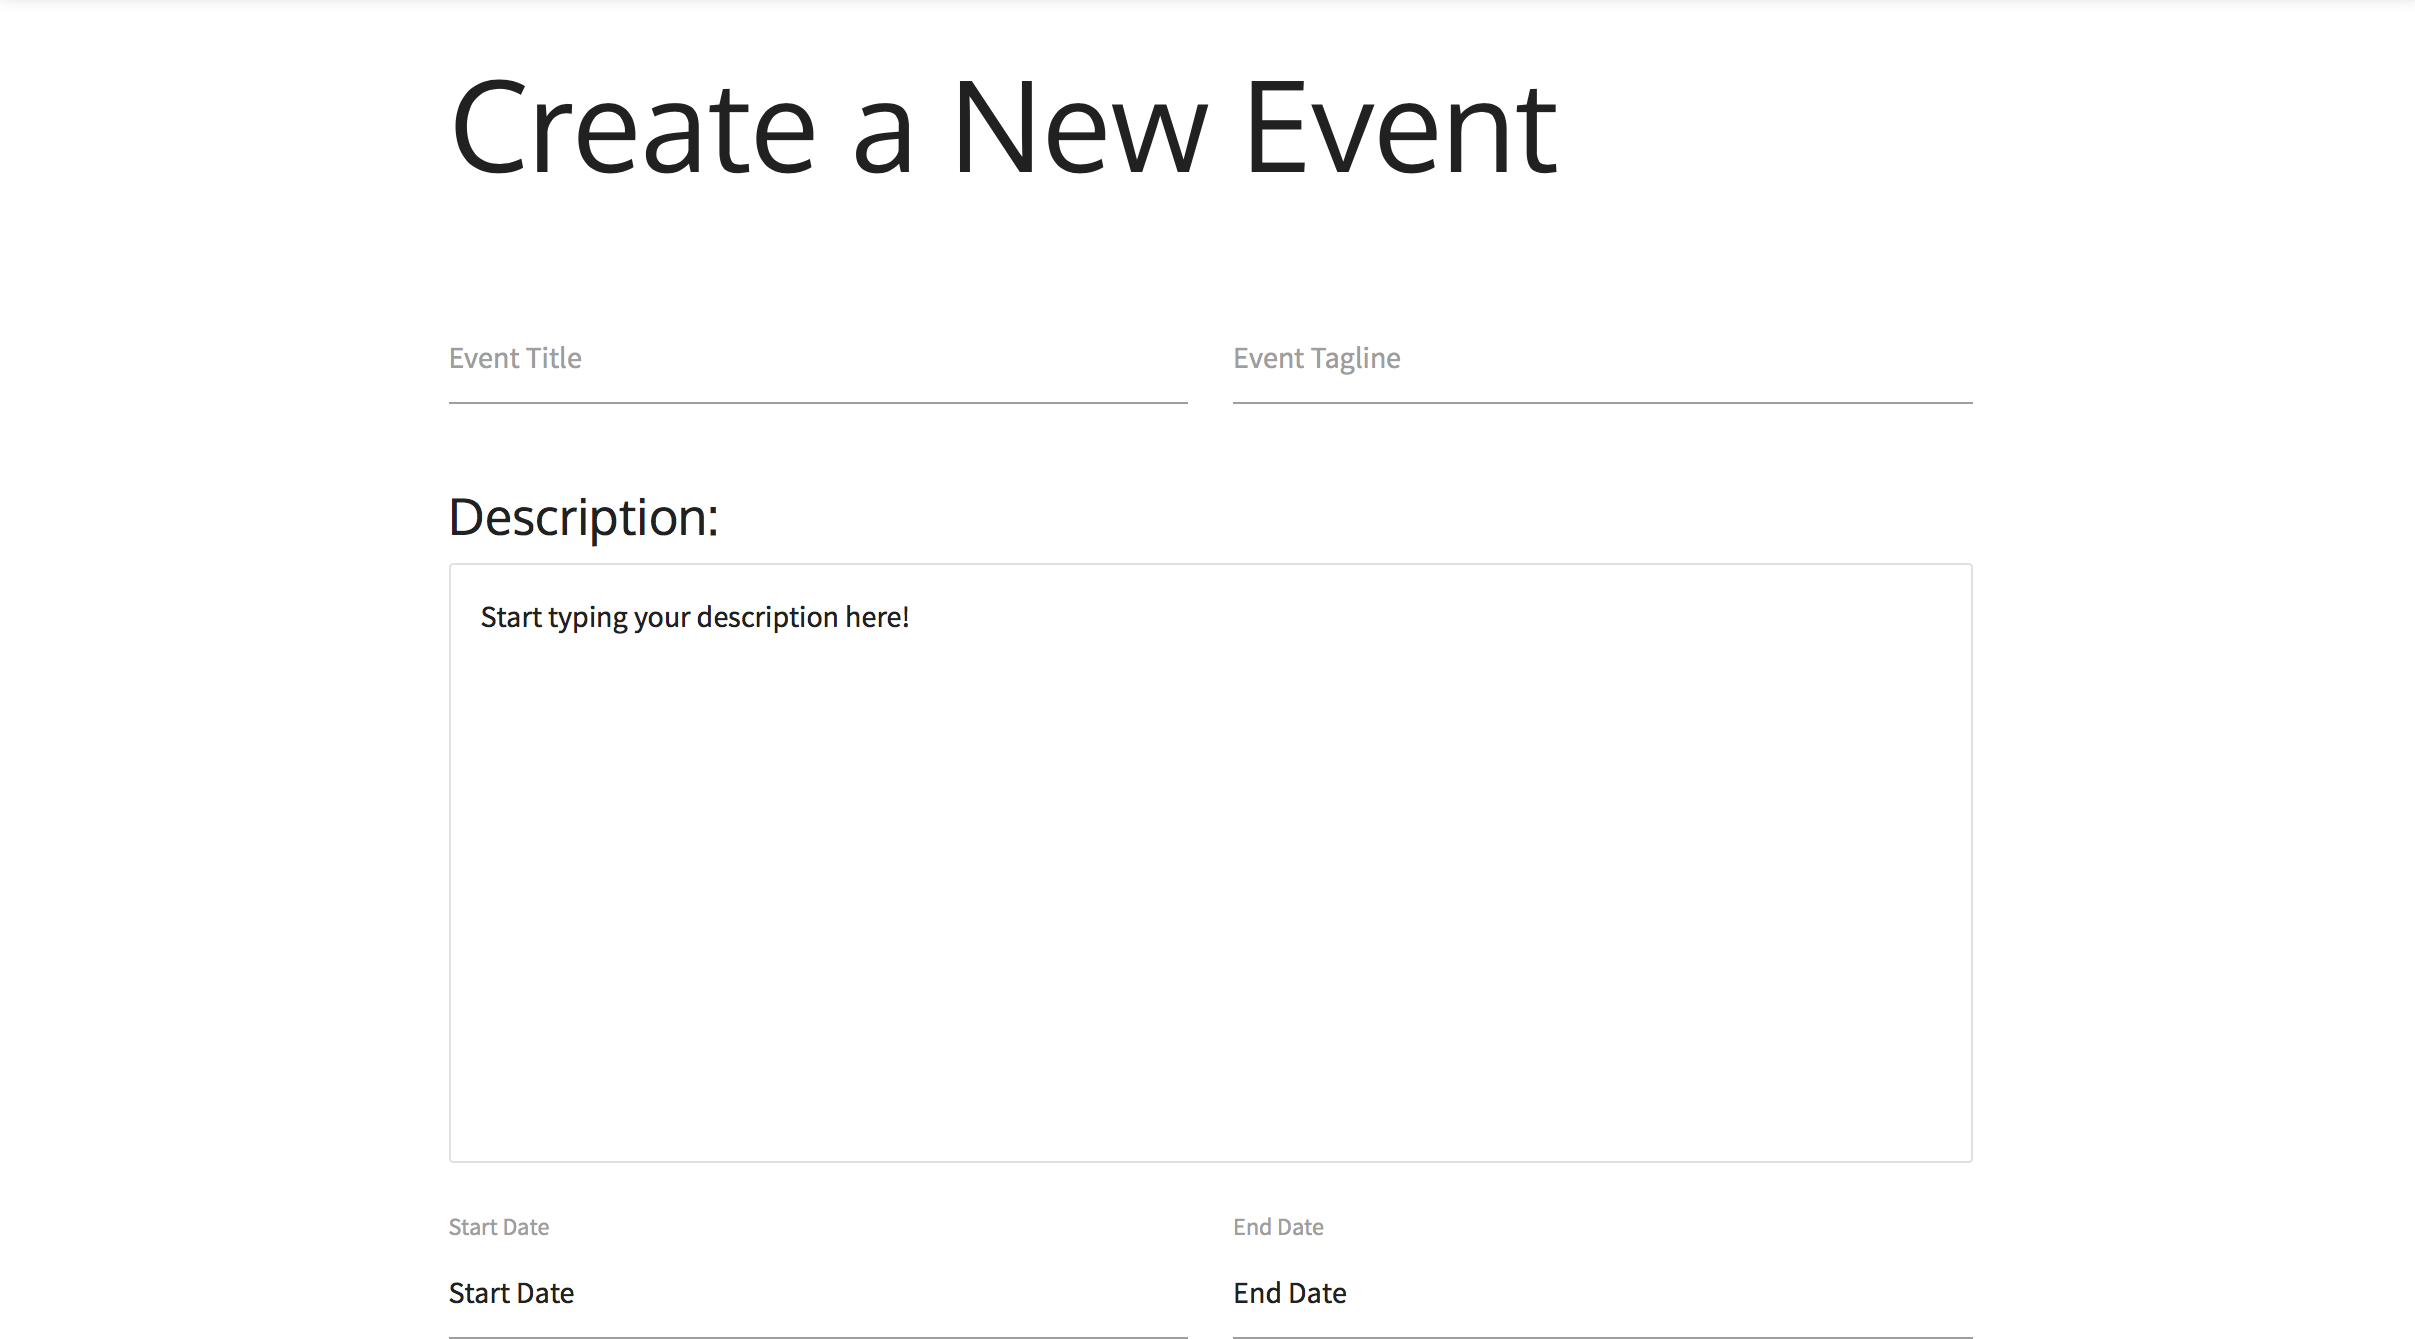 Create a New Event
Event Title
Event Tagline
Description:
Start typing your description here!
Start Date
End Date
Start Date
End Date